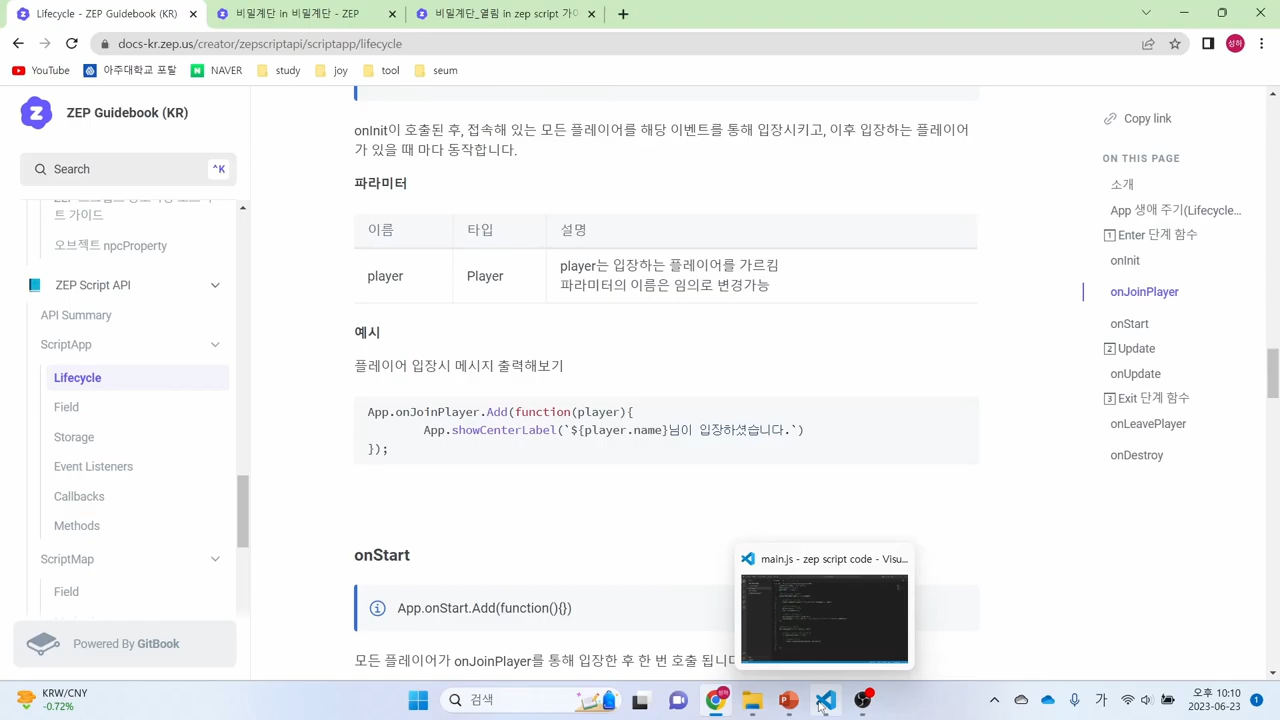 비밀계단 - 비밀계단 -
App - 비밀계단_열림in zep script 가이
docs-kr.zep.us/creator/zepscriptapi/scriptapp/lifecycle
성하
YouTube
아주대학교 포탈
NAVER
study
joy
tool
seum
ZEP Guidebook (KR)
Search
^K
트 가이드
오브젝트 npcProperty
ZEP Script API
API Summary
ScriptApp
Lifecycle
Field
Storage
Event Listeners
Callbacks
Methods
ScriptMap
GitBook
onInit이 호출된 후, 접속해 있는 모든 플레이어를 해당 이벤트를 통해 입장시키고, 이후 입장하는 플레이어
가 있을 때 마다 동작합니다.
파라미터
이름 타입 설명
player Player player는 입장하는 플레이어를 가르킴
파라미터의 이름은 임의로 변경가능
예시
플레이어 입장시 메시지 출력해보기
App.onJoinPlayer.Add(function(player){
App.showCenterLabel(`${player.name}님이 입장하셨습니다.`)
});
onStart
App.onStart.Add(function(){})
모든 플레이어가 onJoinPlayer를 통해 입장한 후 한 번 호출 됩니다
Copy link
ON THIS PAGE
소개
App 생애 주기(Lifecycle...
1 Enter 단계 함수
onInit
onJoinPlayer
onStart
2 Update
onUpdate
3 Exit 단계 함수
onLeavePlayer
onDestroy
main.js - zep script code - Visu...
KRW/CNY
-0.72%
검색
성하
가
오후 10:10
2023-06-23
1